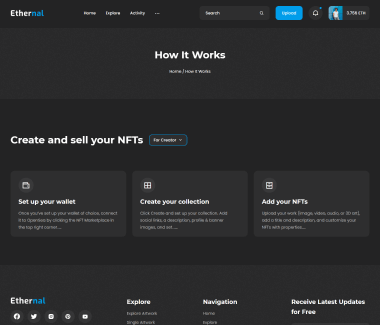 Ethernal
Home
Explore
Activity
...
Search
Upload
0,758 ETH
How It Works
Home / How It Works
Create and sell your NFTs
For Creator
Set up your wallet
Once you've set up your wallet of choice, connect
it to OpenSea by clicking the NFT Marketplace in
the top right corner ....
Create your collection
Click Create and set up your collection. Add
social links, a description, profile & banner
images, and set .....
Add your NFTs
Upload your work (image, video, audio, or 3D art),
add a title and description, and customize your
NFTs with properties...
Ethernal
Explore
Explore Artwork
Single Artwork
Navigation
Home
Explore
Receive Latest Updates
for Free